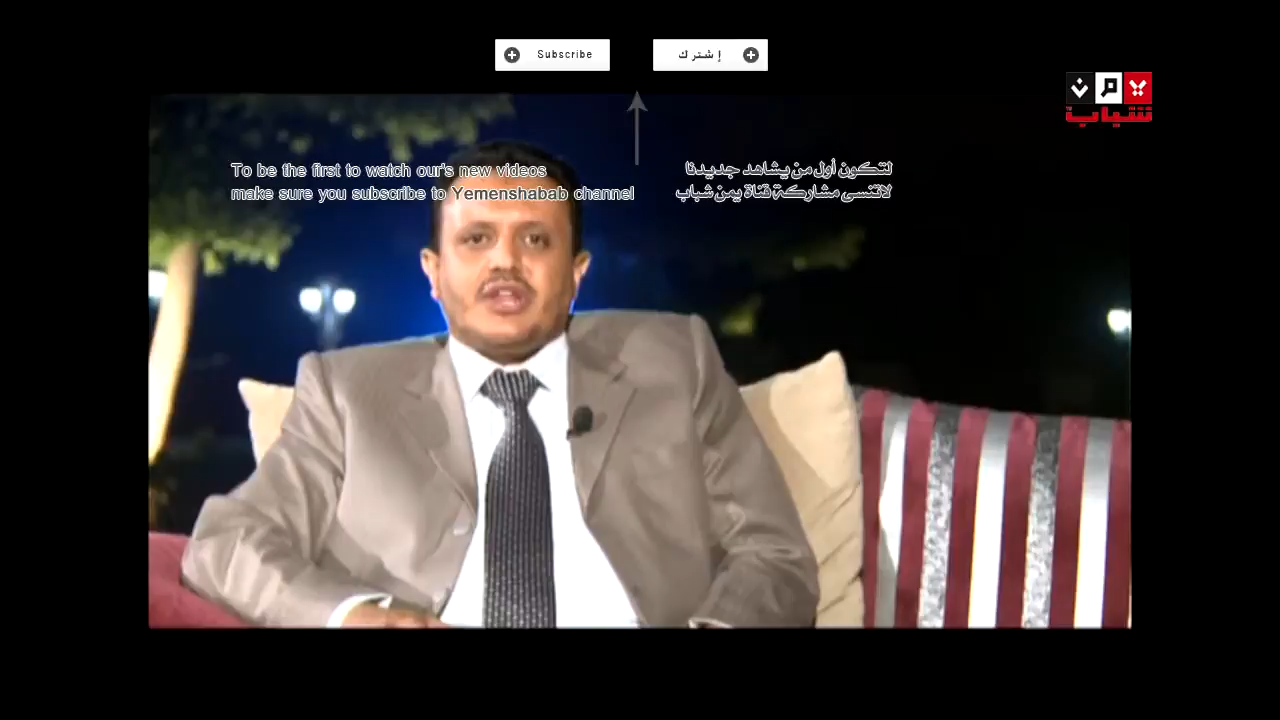 Subscribe
إشترك
To be the first to watch our's new videos
make sure you subscribe to Yemenshabab channel
لتكون أول من يشاهد جديدنا
لاتنسى مشاركة قناة يمن شباب
يمن
شباب